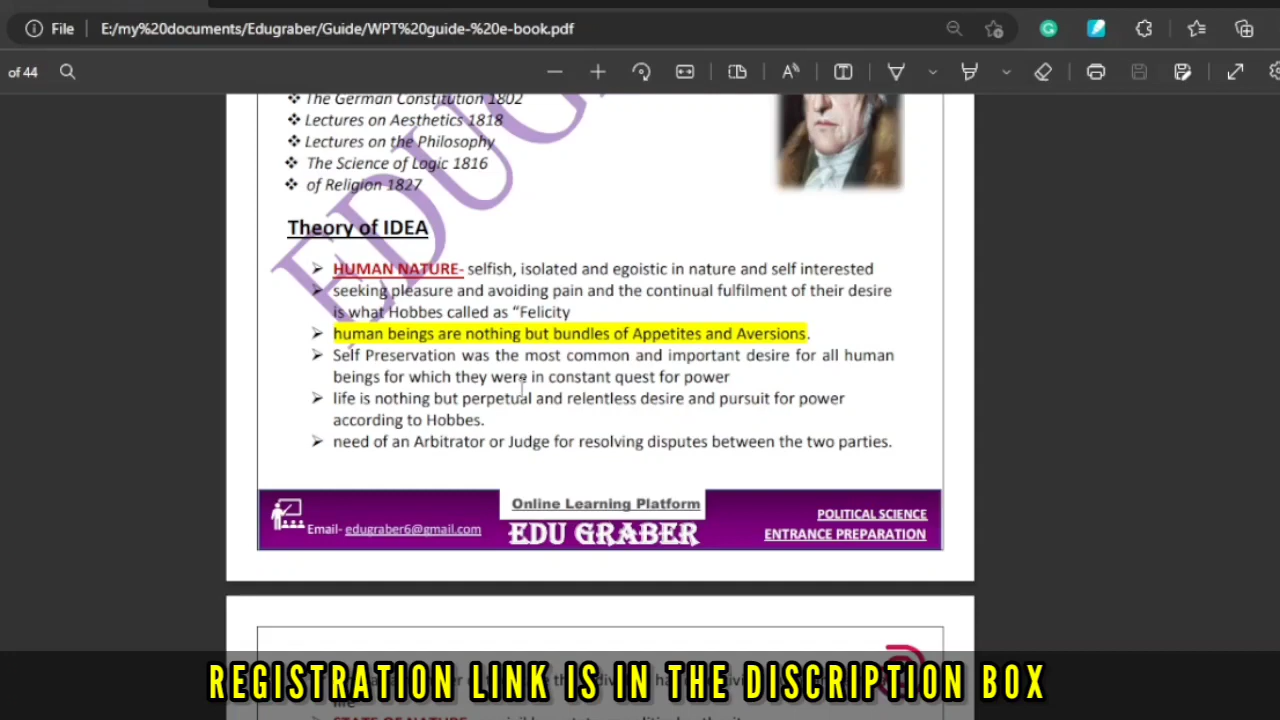 File E:/my%20documents/Edugraber/Guide/WPT%20guide-%20e-book.pdf
of 44
❖ The German Constitution 1802
❖ Lectures on Aesthetics 1818
❖ Lectures on the Philosophy
❖ The Science of Logic 1816
❖ of Religion 1827
Theory of IDEA
➢ HUMAN NATURE- selfish, isolated and egoistic in nature and self interested
➢ seeking pleasure and avoiding pain and the continual fulfilment of their desire
is what Hobbes called as “Felicity
➢ human beings are nothing but bundles of Appetites and Aversions.
➢ Self Preservation was the most common and important desire for all human
beings for which they were in constant quest for power
➢ life is nothing but perpetual and relentless desire and pursuit for power
according to Hobbes.
➢ need of an Arbitrator or Judge for resolving disputes between the two parties.
Email- edugraber6@gmail.com
Online Learning Platform
EDU GRABER
POLITICAL SCIENCE
ENTRANCE PREPARATION
EDUG
REGISTRATION LINK IS IN THE DISCRIPTION BOX